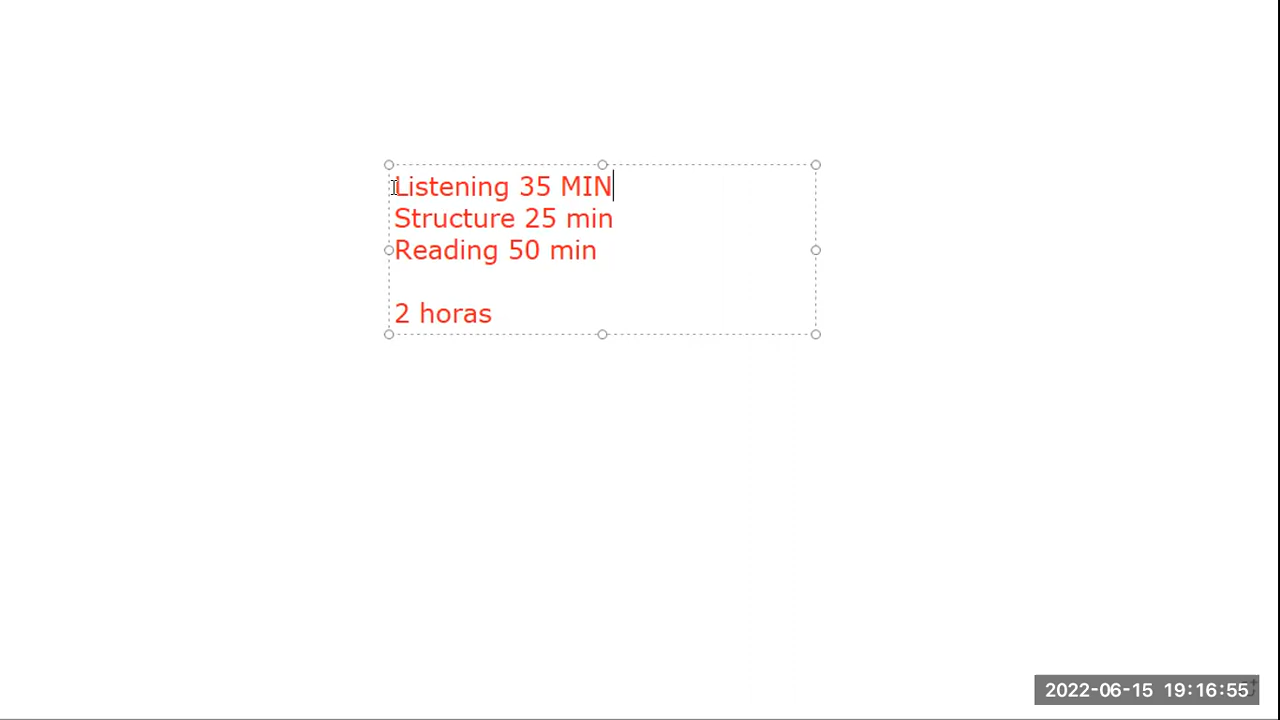 Listening 35 MIN
Structure 25 min
Reading 50 min
2 horas
2022-06-15 19:16:55